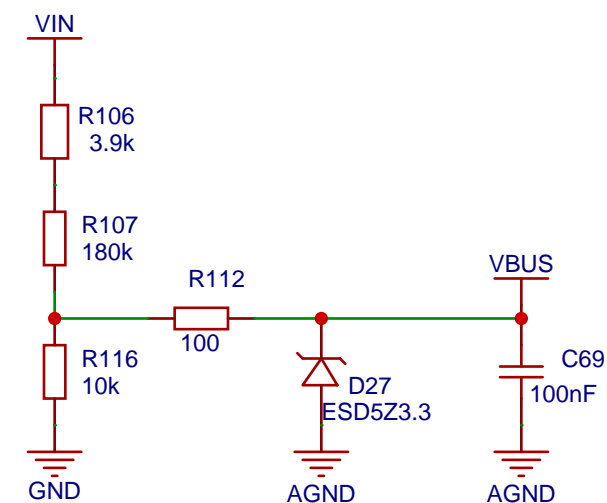 VIN
R106
3.9k
R107
180k
R112
100
VBUS
R116
10k
D27
ESD5Z3.3
C69
100nF
GND
AGND
AGND